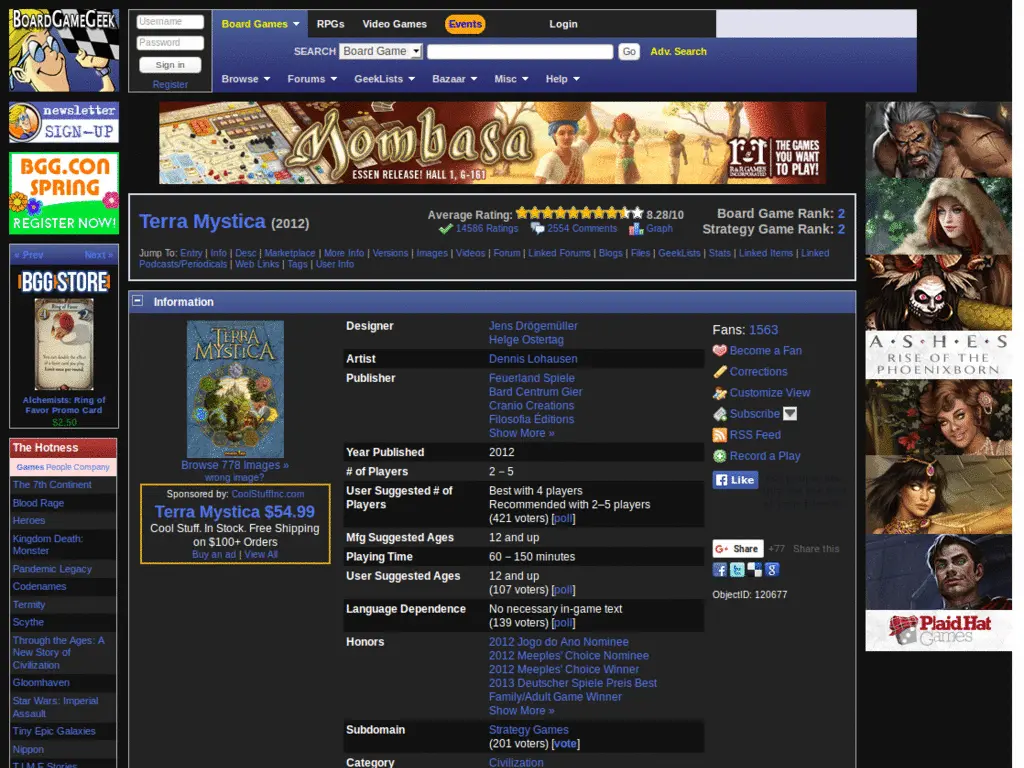 BOARDGAMEGEEK
Username
Password
Sign in
Register
Board Games
RPGs
Video Games
Events
Login
SEARCH
Board Game
Go
Adv. Search
Browse
Forums
GeekLists
Bazaar
Misc
Help
newsletter
SIGN-UP
BGG.CON
SPRING
REGISTER NOW!
Mombasa
ESSEN RELEASE! HALL 1, G-161
R&R GAMES
INCORPORATED
THE GAMES
YOU WANT
TO PLAY!
« Prev
Next »
BGG STORE
Ring of Favor
Alchemists: Ring of
Favor Promo Card
$2.50
The Hotness
Games People Company
The 7th Continent
Blood Rage
Heroes
Kingdom Death:
Monster
Pandemic Legacy
Codenames
Termity
Scythe
Through the Ages: A
New Story of
Civilization
Gloomhaven
Star Wars: Imperial
Assault
Tiny Epic Galaxies
Nippon
T.I.M.E Stories
Terra Mystica (2012)
Average Rating: 8.28/10
14586 Ratings
2554 Comments
Graph
Board Game Rank: 2
Strategy Game Rank: 2
Jump To: Entry | Info | Desc | Marketplace | More Info | Versions | Images | Videos | Forum | Linked Forums | Blogs | Files | GeekLists | Stats | Linked Items | Linked
Podcasts/Periodicals | Web Links | Tags | User Info
Information
TERRA
MYSTICA
Browse 778 Images »
wrong image?
Sponsored by: CoolStuffInc.com
Terra Mystica $54.99
Cool Stuff. In Stock. Free Shipping
on $100+ Orders
Buy an ad | View All
Designer
Jens Drögemüller
Helge Ostertag
Artist
Dennis Lohausen
Publisher
Feuerland Spiele
Bard Centrum Gier
Cranio Creations
Filosofia Éditions
Show More »
Year Published
2012
# of Players
2 − 5
User Suggested # of
Players
Best with 4 players
Recommended with 2–5 players
(421 voters) [poll]
Mfg Suggested Ages
12 and up
Playing Time
60 − 150 minutes
User Suggested Ages
12 and up
(107 voters) [poll]
Language Dependence
No necessary in-game text
(139 voters) [poll]
Honors
2012 Jogo do Ano Nominee
2012 Meeples' Choice Nominee
2012 Meeples' Choice Winner
2013 Deutscher Spiele Preis Best
Family/Adult Game Winner
Show More »
Subdomain
Strategy Games
(201 voters) [vote]
Category
Civilization
Fans: 1563
Become a Fan
Corrections
Customize View
Subscribe
RSS Feed
Record a Play
Like
Share
+77
Share this
ObjectID: 120677
A·S·H·E·S
RISE OF THE
PHOENIXBORN
Plaid Hat
Games